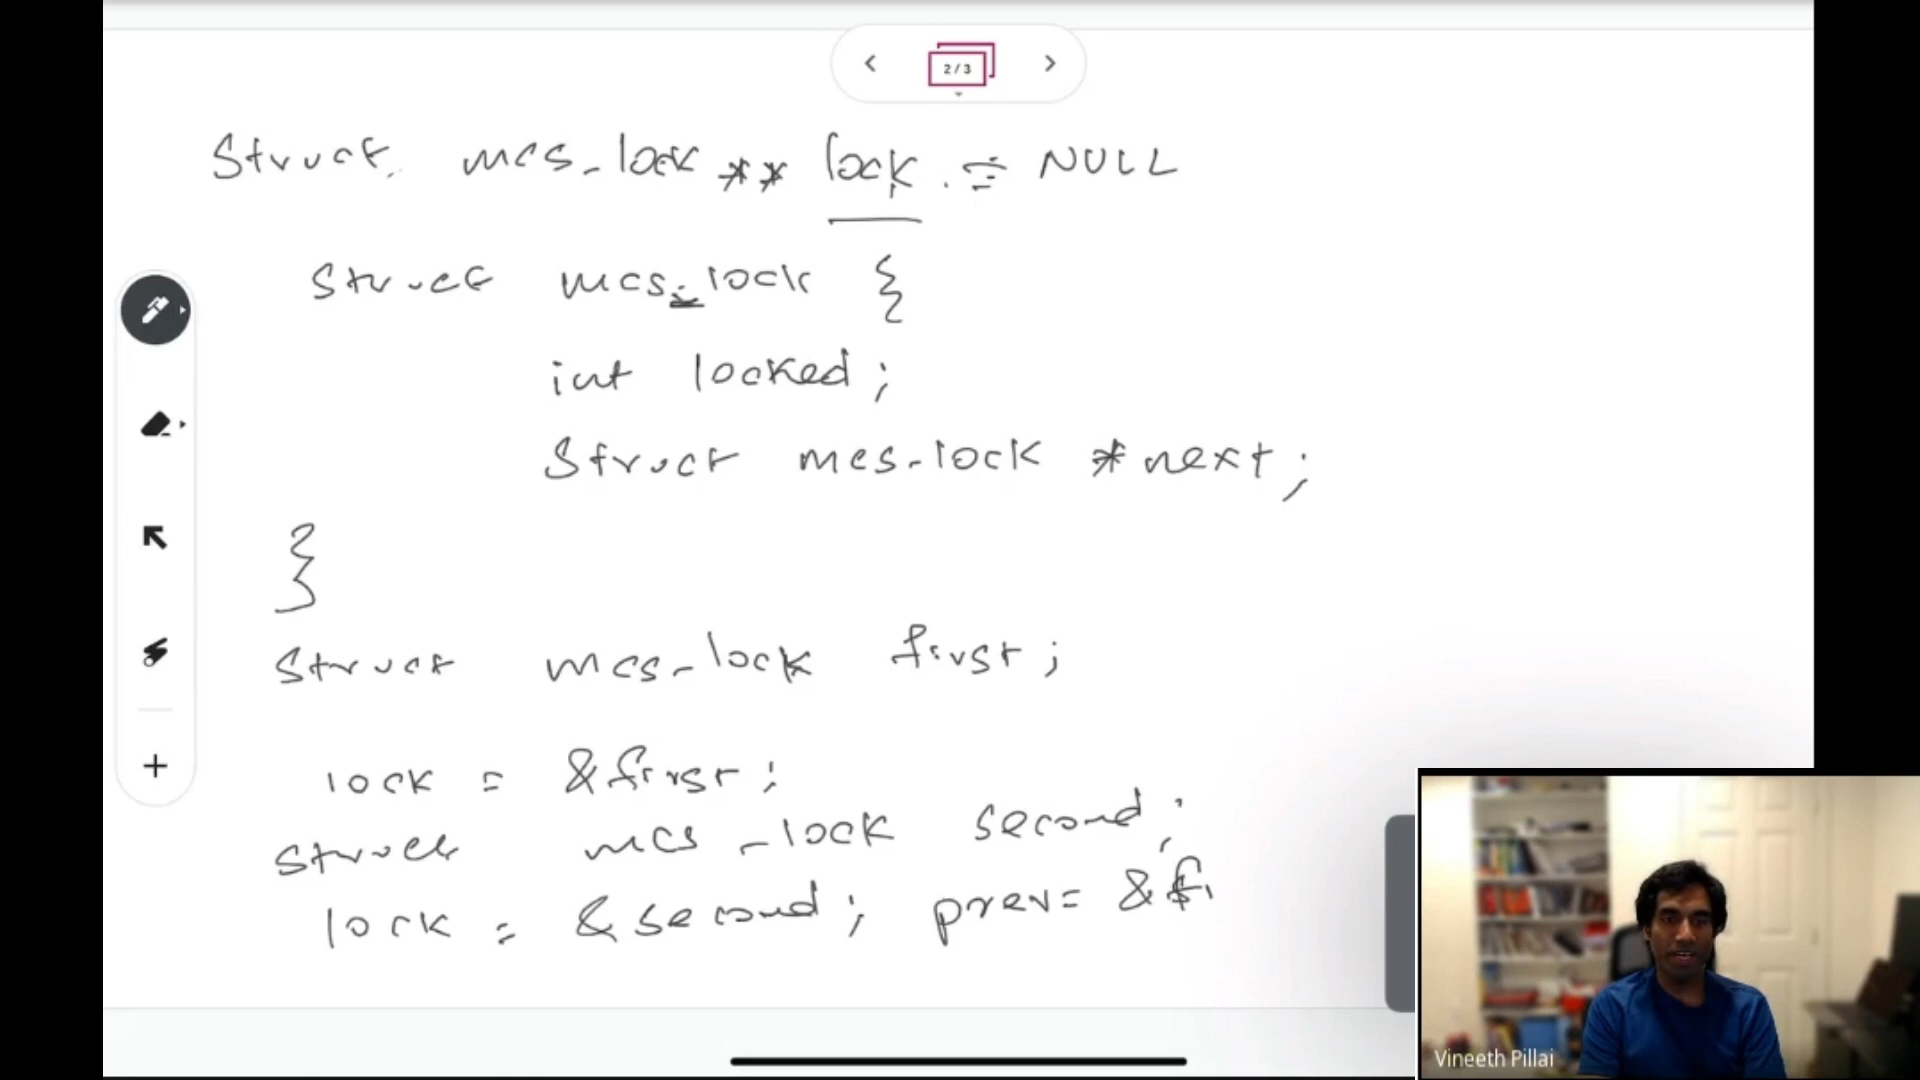 2/3
Struct mcs_lock ** lock = NULL
Struct mcs_lock {
int locked;
Struct mcs_lock *next;
}
Struct mcs_lock first;
lock = &first;
Struct mcs_lock second;
lock = &second; prev= &fi
Vineeth Pillai